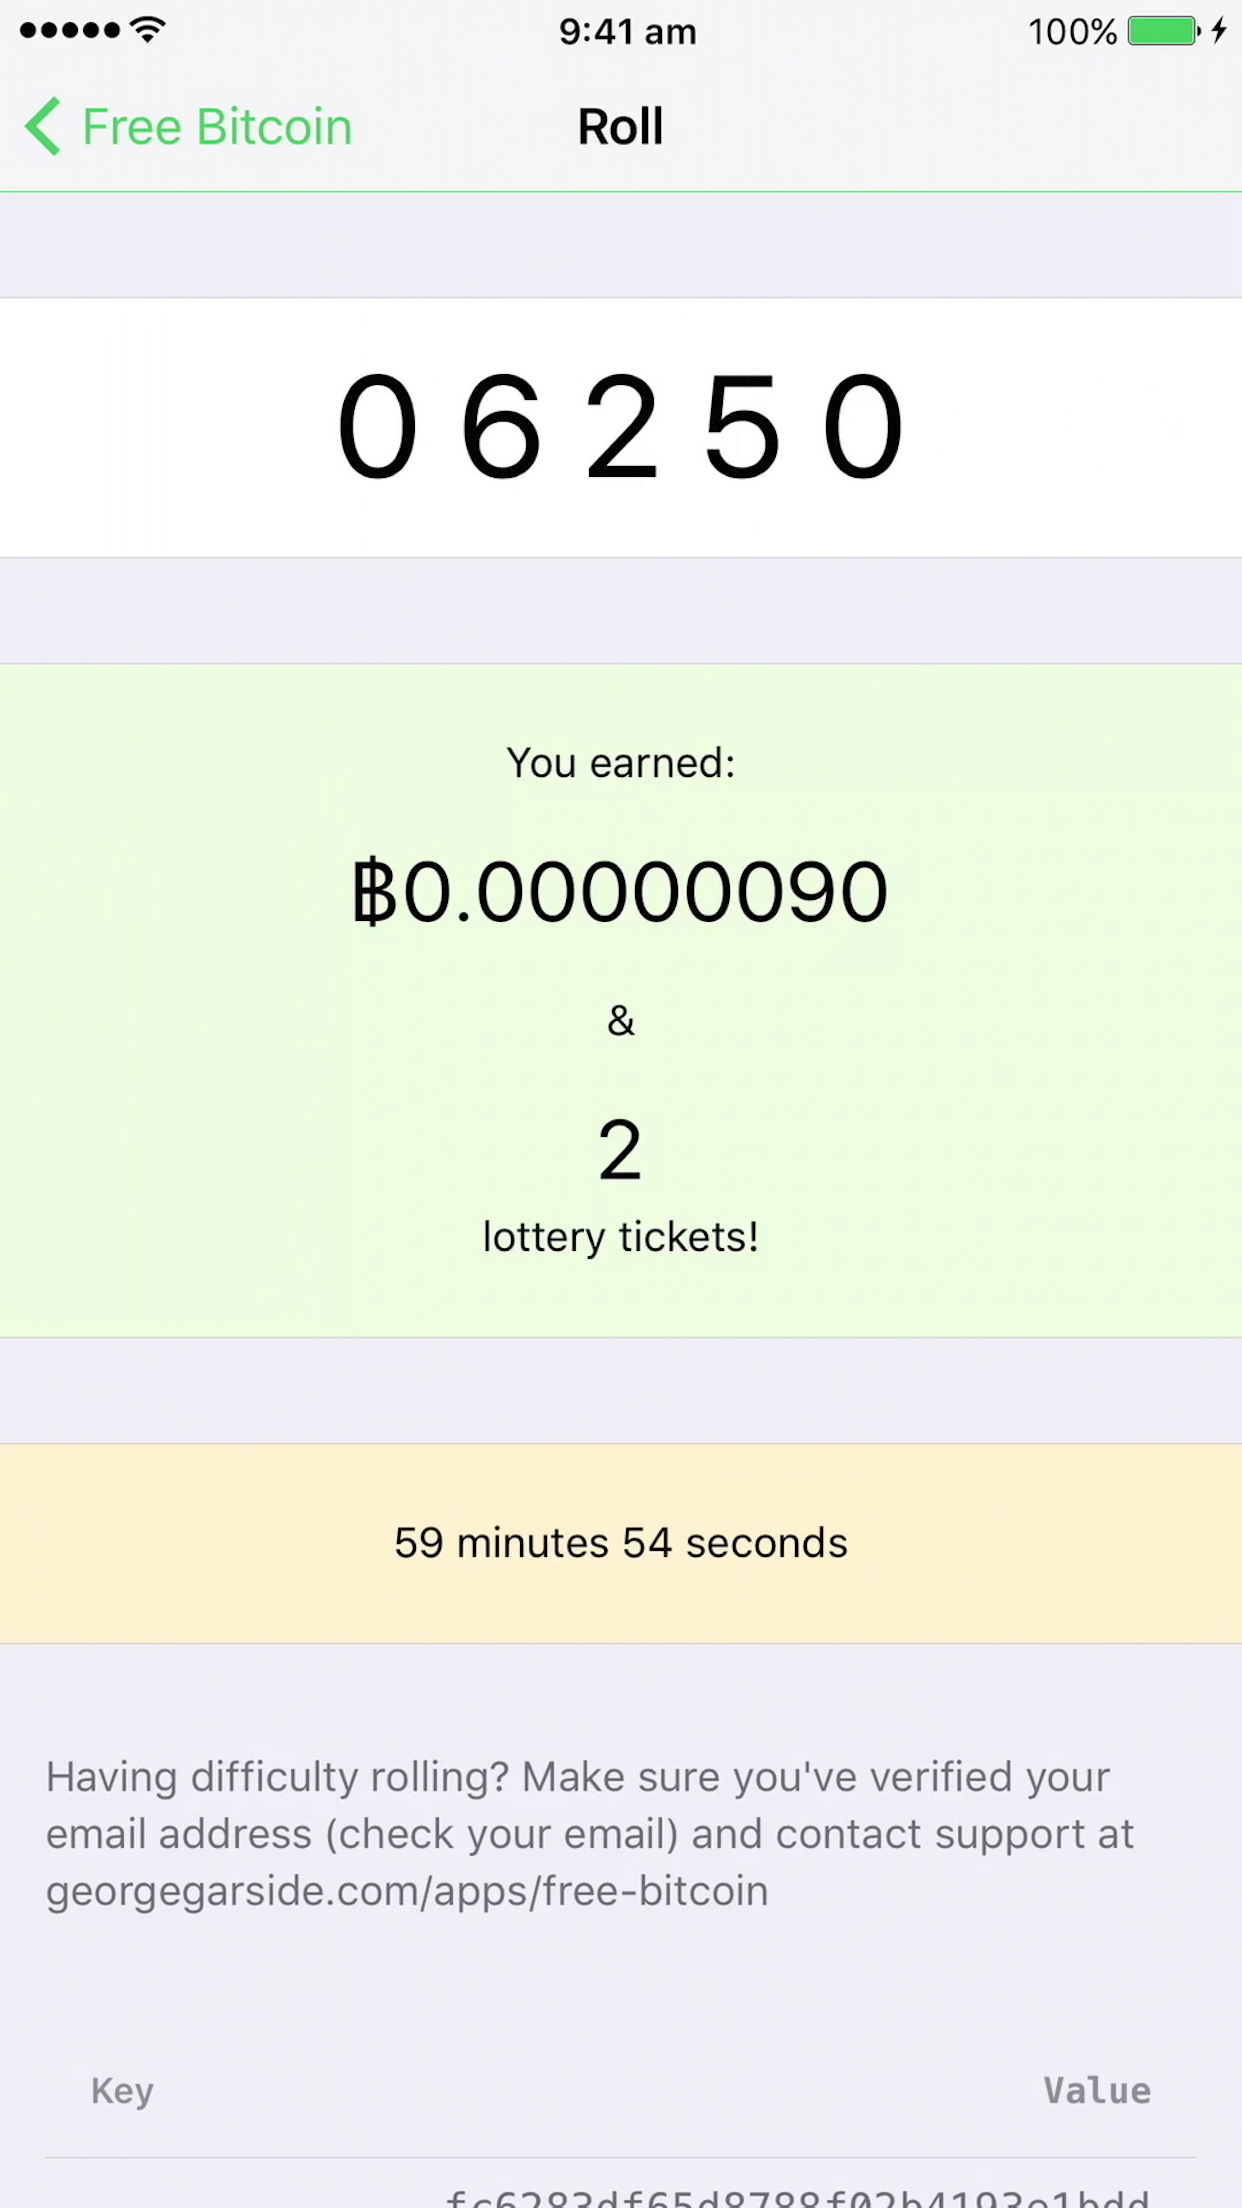 9:41 am
100%
Free Bitcoin
Roll
0 6 2 5 0
You earned:
฿0.00000090
&
2
lottery tickets!
59 minutes 54 seconds
Having difficulty rolling? Make sure you've verified your
email address (check your email) and contact support at
georgegarside.com/apps/free-bitcoin
Key
Value